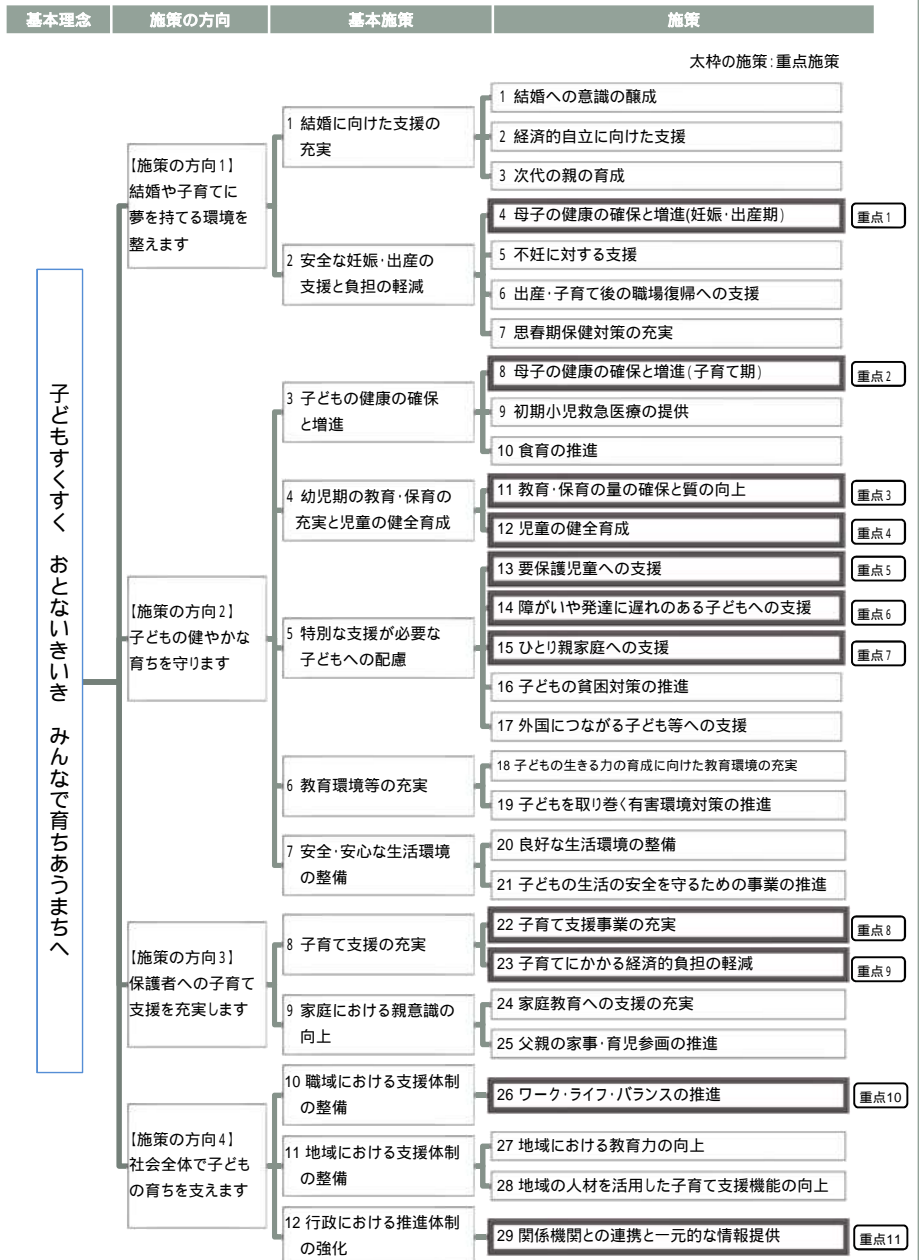 基本理念 施策の方向 基本施策 施策
太枠の施策:重点施策
子どもすくすく おとないきいき みんなで育ちあうまちへ
【施策の方向1】
結婚や子育てに
夢を持てる環境を
整えます
1 結婚に向けた支援の
充実
1 結婚への意識の醸成
2 経済的自立に向けた支援
3 次代の親の育成
2 安全な妊娠・出産の
支援と負担の軽減
4 母子の健康の確保と増進(妊娠・出産期) 重点1
5 不妊に対する支援
6 出産・子育て後の職場復帰への支援
7 思春期保健対策の充実
【施策の方向2】
子どもの健やかな
育ちを守ります
3 子どもの健康の確保
と増進
8 母子の健康の確保と増進(子育て期) 重点2
9 初期小児救急医療の提供
10 食育の推進
4 幼児期の教育・保育の
充実と児童の健全育成
11 教育・保育の量の確保と質の向上 重点3
12 児童の健全育成 重点4
5 特別な支援が必要な
子どもへの配慮
13 要保護児童への支援 重点5
14 障がいや発達に遅れのある子どもへの支援 重点6
15 ひとり親家庭への支援 重点7
16 子どもの貧困対策の推進
17 外国につながる子ども等への支援
6 教育環境等の充実
18 子どもの生きる力の育成に向けた教育環境の充実
19 子どもを取り巻く有害環境対策の推進
7 安全・安心な生活環境
の整備
20 良好な生活環境の整備
21 子どもの生活の安全を守るための事業の推進
【施策の方向3】
保護者への子育て
支援を充実します
8 子育て支援の充実
22 子育て支援事業の充実 重点8
23 子育てにかかる経済的負担の軽減 重点9
9 家庭における親意識の
向上
24 家庭教育への支援の充実
25 父親の家事・育児参画の推進
【施策の方向4】
社会全体で子ども
の育ちを支えます
10 職域における支援体制
の整備
26 ワーク・ライフ・バランスの推進 重点10
11 地域における支援体制
の整備
27 地域における教育力の向上
28 地域の人材を活用した子育て支援機能の向上
12 行政における推進体制
の強化
29 関係機関との連携と一元的な情報提供 重点11